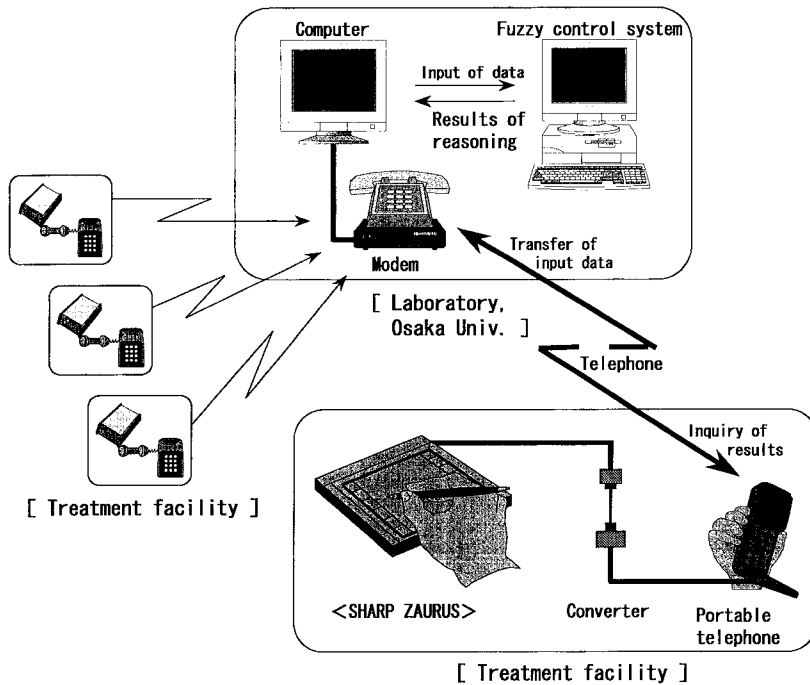 Computer
Fuzzy control system
Input of data
Results of
reasoning
Modem
Transfer of
input data
[ Laboratory,
Osaka Univ. ]
Telephone
Inquiry of
results
[ Treatment facility ]
<SHARP ZAURUS>
Converter
Portable
telephone
[ Treatment facility ]